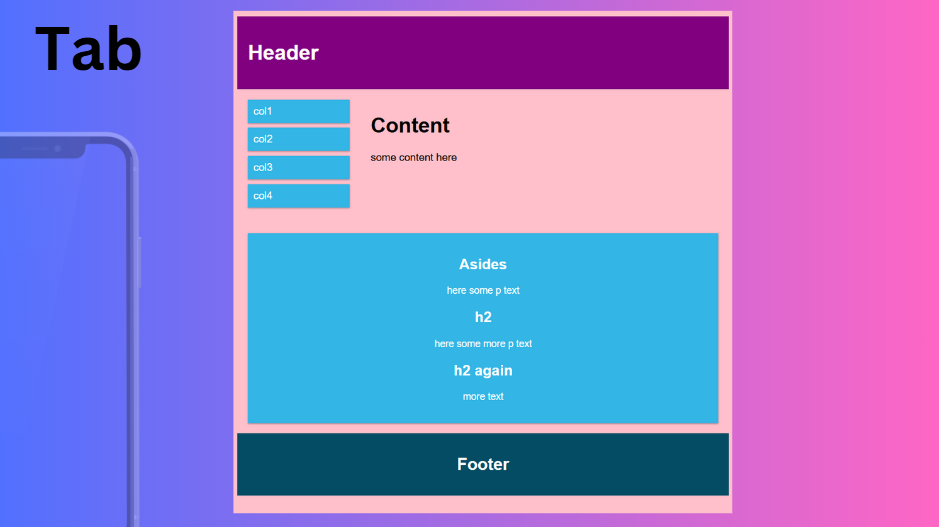 Tab
Header
col1
col2
col3
col4
Content
some content here
Asides
here some p text
h2
here some more p text
h2 again
more text
Footer